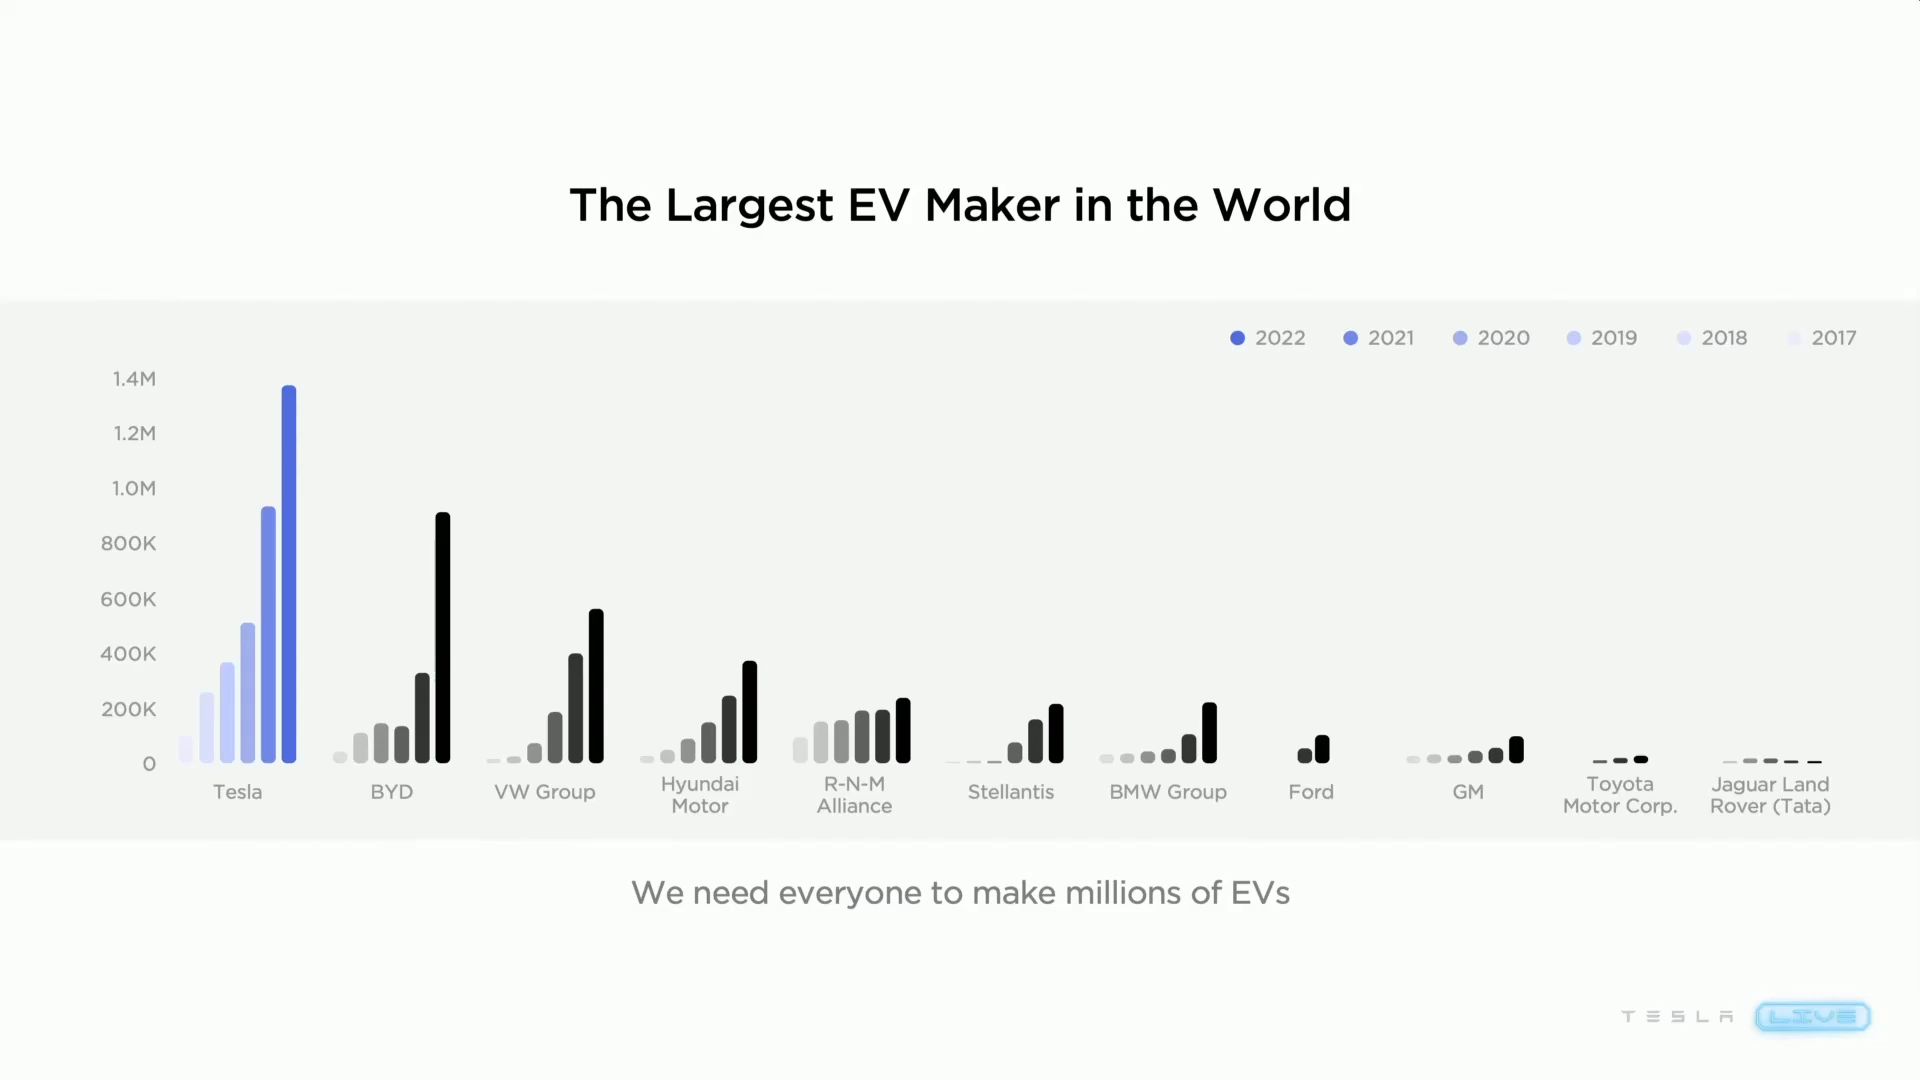 The Largest EV Maker in the World
2022 2021 2020 2019 2018 2017
1.4M
1.2M
1.0M
800K
600K
400K
200K
0
Tesla
BYD
VW Group
Hyundai
Motor
R-N-M
Alliance
Stellantis
BMW Group
Ford
GM
Toyota
Motor Corp.
Jaguar Land
Rover (Tata)
We need everyone to make millions of EVs
TESLA LIVE